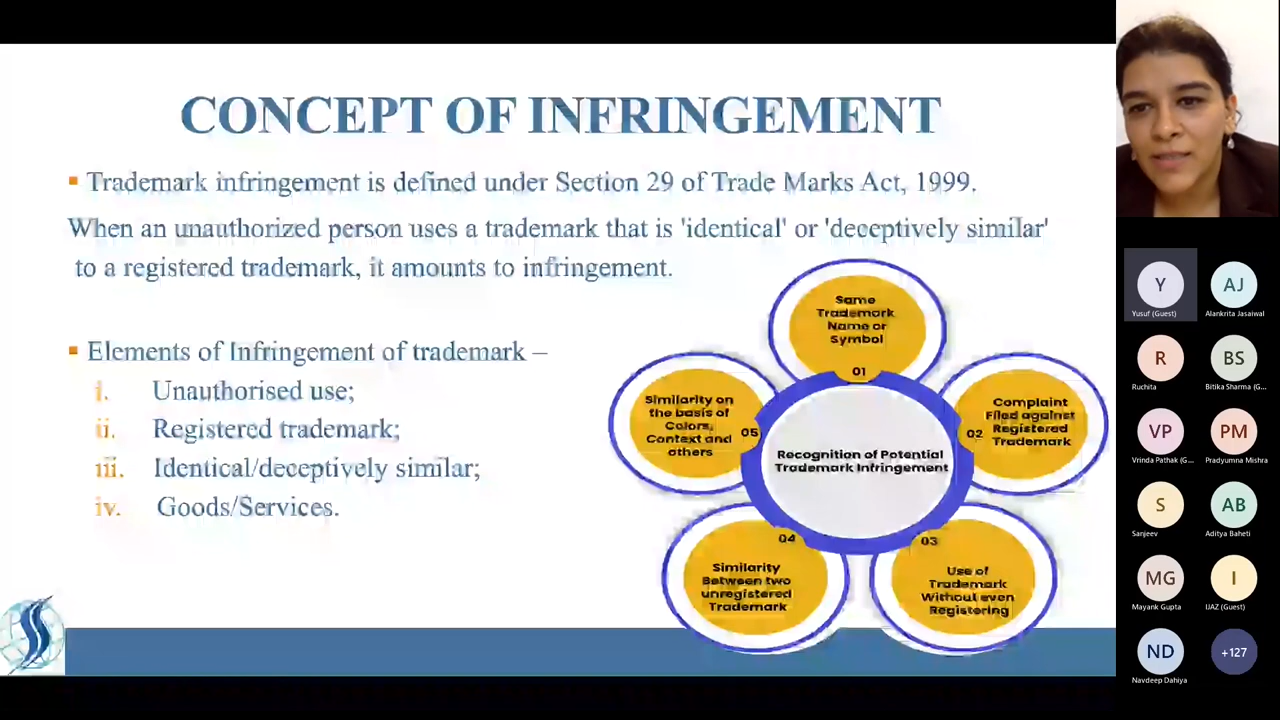 CONCEPT OF INFRINGEMENT
▪ Trademark infringement is defined under Section 29 of Trade Marks Act, 1999.
When an unauthorized person uses a trademark that is 'identical' or 'deceptively similar'
to a registered trademark, it amounts to infringement.
▪ Elements of Infringement of trademark –
i. Unauthorised use;
ii. Registered trademark;
iii. Identical/deceptively similar;
iv. Goods/Services.
Same
Trademark
Name or
Symbol
01
Complaint
Filed against
Registered
Trademark
02
Use of
Trademark
Without even
Registering
03
Similarity
Between two
unregistered
Trademark
04
Similarity on
the basis of
Colors,
Context and
others
05
Recognition of Potential
Trademark Infringement
Y
Yusuf (Guest)
AJ
Alankrita Jasaiwal
R
Ruchita
BS
Bitika Sharma (G...
VP
Vrinda Pathak (G...
PM
Pradyumna Mishra
S
Sanjeev
AB
Aditya Baheti
MG
Mayank Gupta
I
IJAZ (Guest)
ND
Navdeep Dahiya
+127